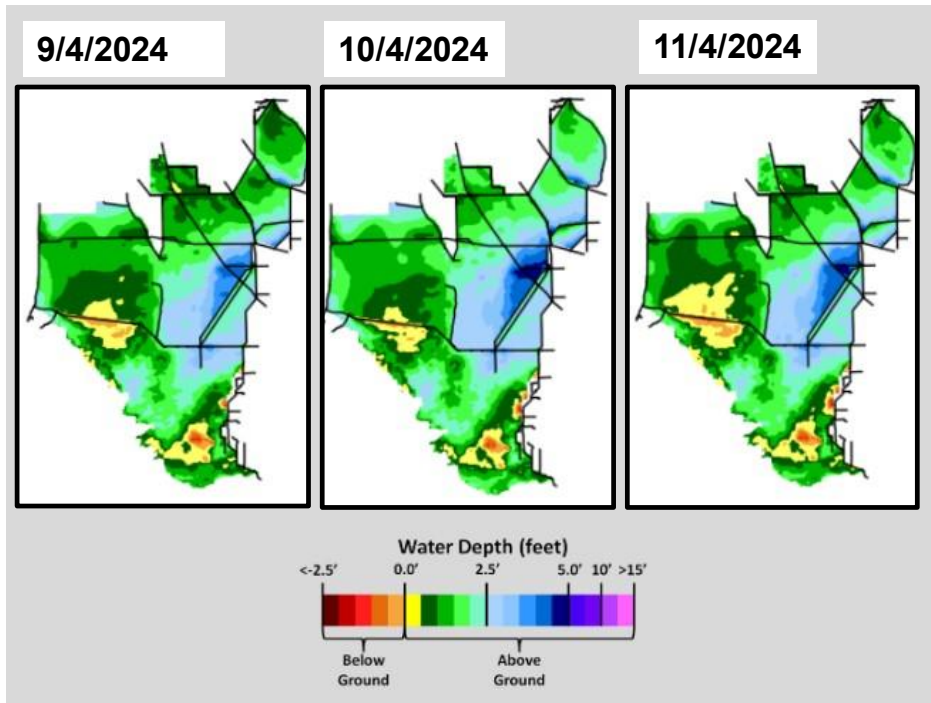 9/4/2024
10/4/2024
11/4/2024
Water Depth (feet)
<-2.5' 0.0' 2.5' 5.0' 10' >15'
Below Ground
Above Ground